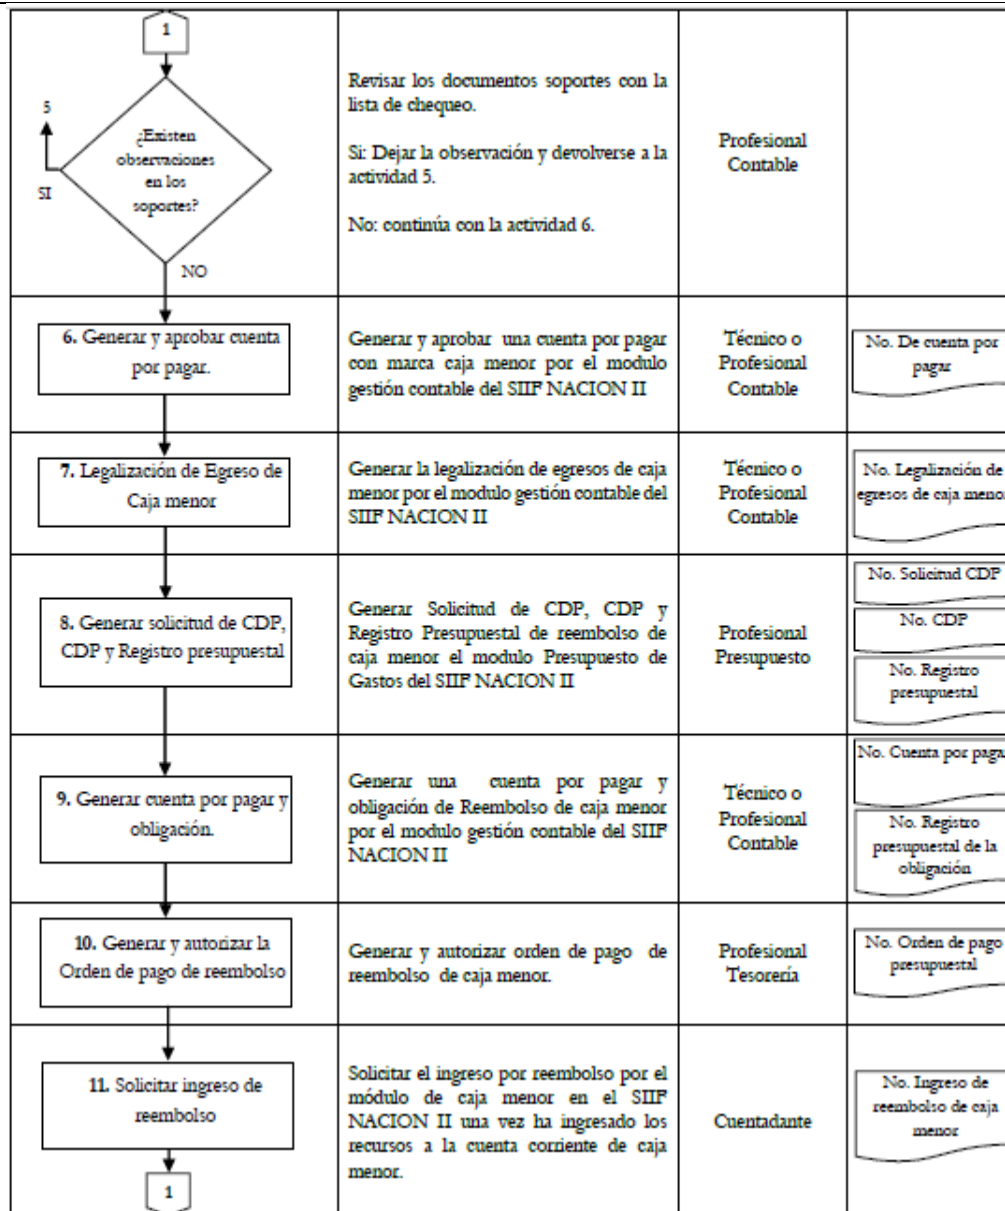 1
5
¿Existen
observaciones
en los
soportes?
SI
NO
Revisar los documentos soportes con la
lista de chequeo.
Si: Dejar la observación y devolverse a la
actividad 5.
No: continúa con la actividad 6.
Profesional
Contable
6. Generar y aprobar cuenta
por pagar.
Generar y aprobar una cuenta por pagar
con marca caja menor por el modulo
gestión contable del SIIF NACION II
Técnico o
Profesional
Contable
No. De cuenta por
pagar
7. Legalización de Egreso de
Caja menor
Generar la legalización de egresos de caja
menor por el modulo gestión contable del
SIIF NACION II
Técnico o
Profesional
Contable
No. Legalización de
egresos de caja menor
8. Generar solicitud de CDP,
CDP y Registro presupuestal
Generar Solicitud de CDP, CDP y
Registro Presupuestal de reembolso de
caja menor el modulo Presupuesto de
Gastos del SIIF NACION II
Profesional
Presupuesto
No. Solicitud CDP
No. CDP
No. Registro
presupuestal
9. Generar cuenta por pagar y
obligación.
Generar una cuenta por pagar y
obligación de Reembolso de caja menor
por el modulo gestión contable del SIIF
NACION II
Técnico o
Profesional
Contable
No. Cuenta por pagar
No. Registro
presupuestal de la
obligación
10. Generar y autorizar la
Orden de pago de reembolso
Generar y autorizar orden de pago de
reembolso de caja menor.
Profesional
Tesorería
No. Orden de pago
presupuestal
11. Solicitar ingreso de
reembolso
Solicitar el ingreso por reembolso por el
módulo de caja menor en el SIIF
NACION II una vez ha ingresado los
recursos a la cuenta corriente de caja
menor.
Cuentadante
No. Ingreso de
reembolso de caja
menor
1